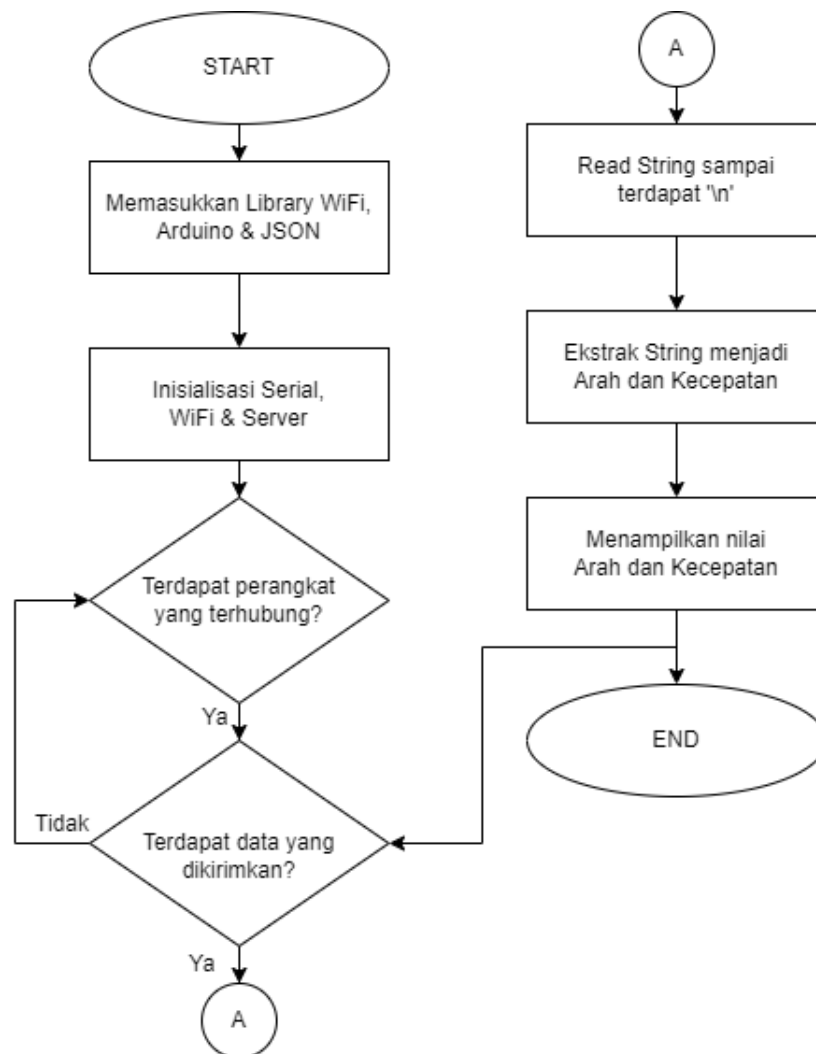 START
Memasukkan Library WiFi,
Arduino & JSON
Inisialisasi Serial,
WiFi & Server
Terdapat perangkat
yang terhubung?
Ya
Tidak
Terdapat data yang
dikirimkan?
Ya
A
A
Read String sampai
terdapat '\n'
Ekstrak String menjadi
Arah dan Kecepatan
Menampilkan nilai
Arah dan Kecepatan
END